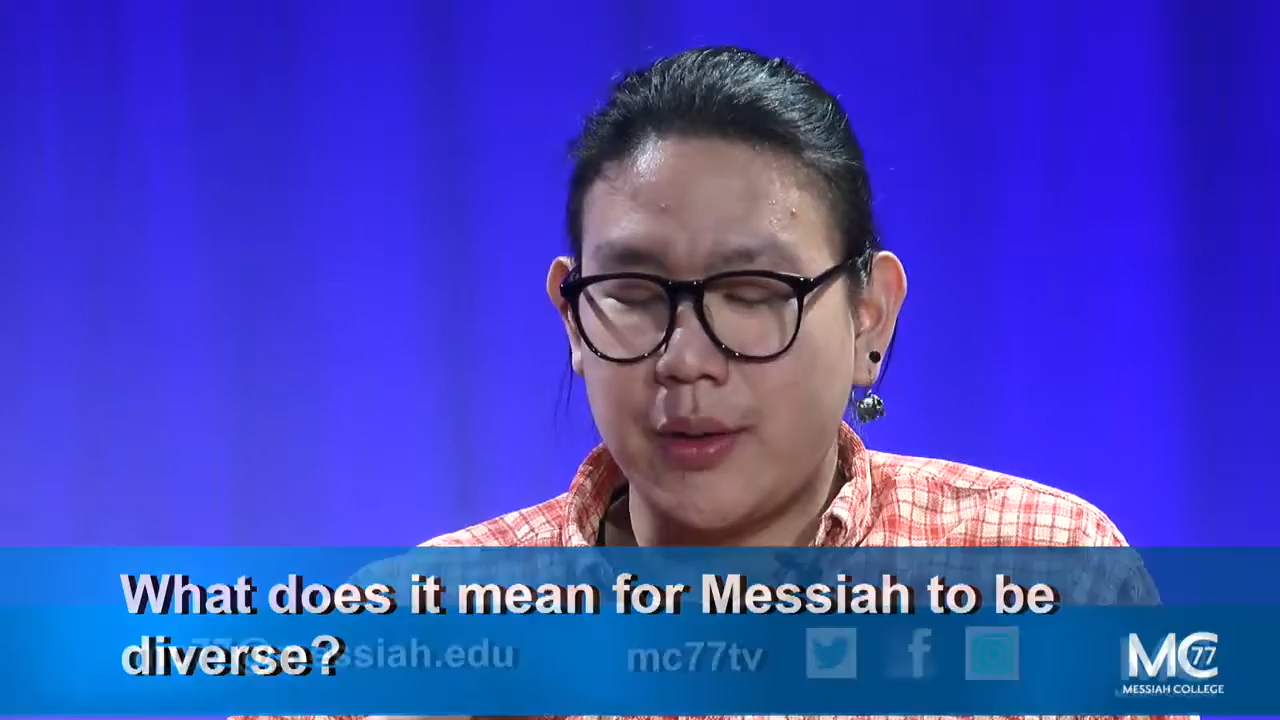 What does it mean for Messiah to be
diverse?
mc77tv
MC77
MESSIAH COLLEGE